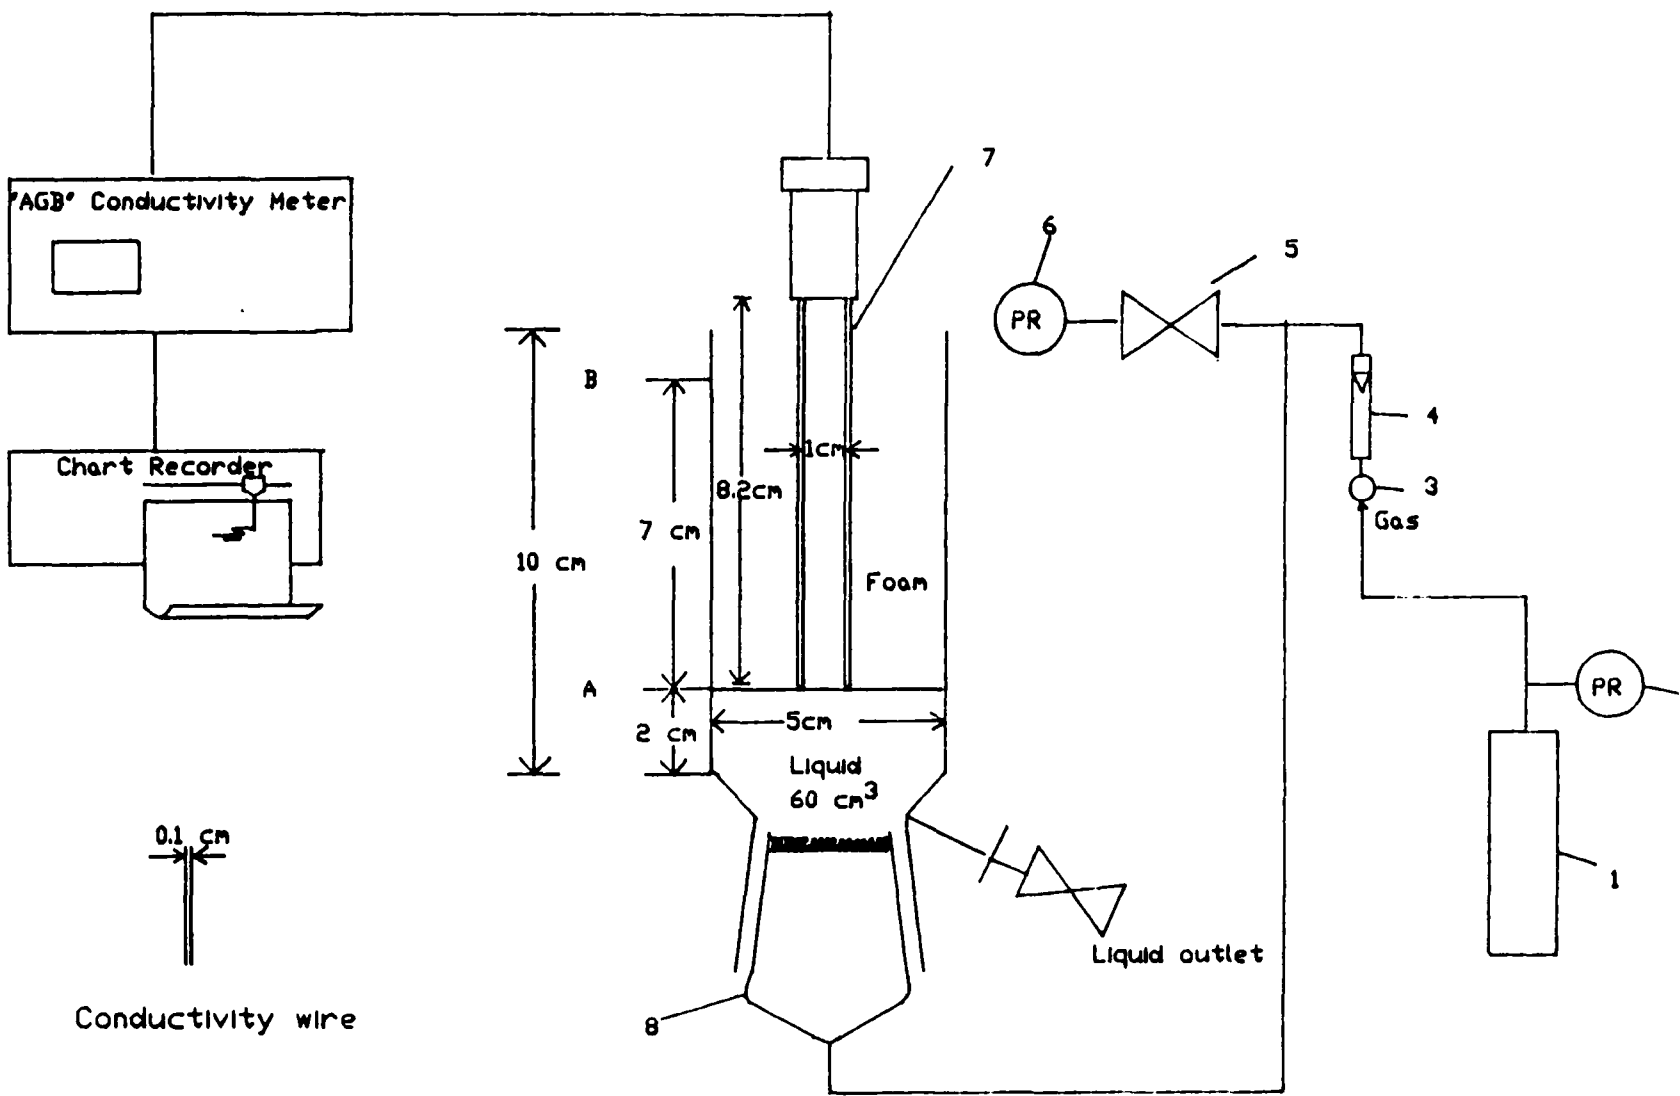 "AGB" Conductivity Meter
7
6
PR
5
B
4
1cm
Chart Recorder
8.2cm
3
Gas
7 cm
10 cm
Foam
A
PR
5cm
2 cm
Liquid
60 cm³
0.1 cm
1
Liquid outlet
Conductivity wire
8